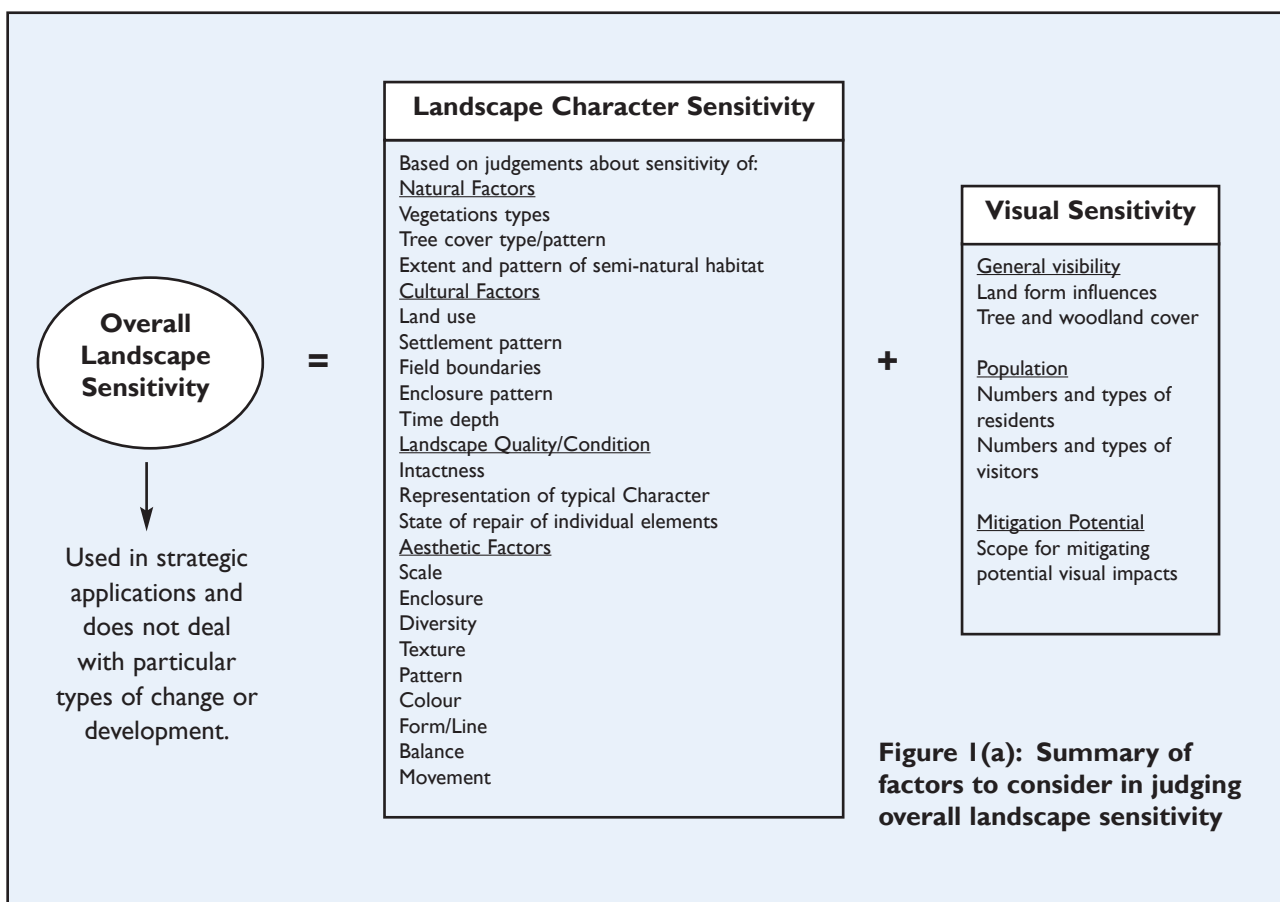 Overall
Landscape
Sensitivity
Used in strategic
applications and
does not deal
with particular
types of change or
development.
=
Landscape Character Sensitivity
Based on judgements about sensitivity of:
Natural Factors
Vegetations types
Tree cover type/pattern
Extent and pattern of semi-natural habitat
Cultural Factors
Land use
Settlement pattern
Field boundaries
Enclosure pattern
Time depth
Landscape Quality/Condition
Intactness
Representation of typical Character
State of repair of individual elements
Aesthetic Factors
Scale
Enclosure
Diversity
Texture
Pattern
Colour
Form/Line
Balance
Movement
+
Visual Sensitivity
General visibility
Land form influences
Tree and woodland cover
Population
Numbers and types of
residents
Numbers and types of
visitors
Mitigation Potential
Scope for mitigating
potential visual impacts
Figure 1(a): Summary of
factors to consider in judging
overall landscape sensitivity